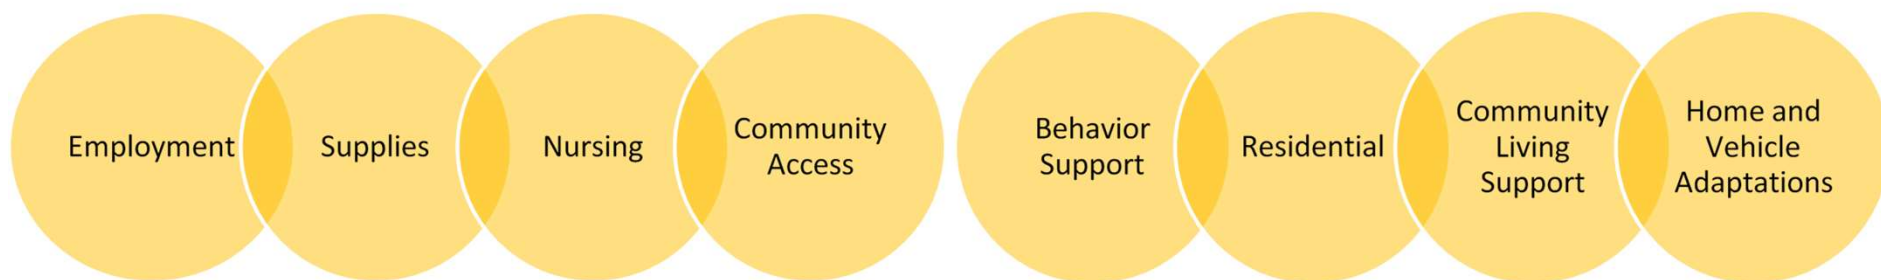 Employment
Supplies
Nursing
Community
Access
Behavior
Support
Residential
Community
Living
Support
Home and
Vehicle
Adaptations